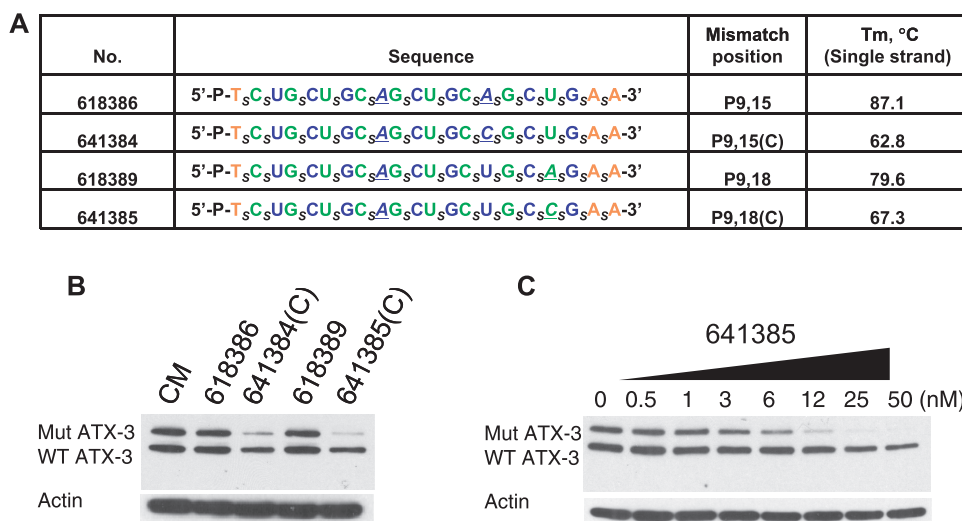 A
No.
Sequence
Mismatch position
Tm, °C (Single strand)
618386 5'-P-TsCsUGsCUsGCsAGsCUsGCsAsGsCsUsGsAsA-3' P9,15 87.1
641384 5'-P-TsCsUGsCUsGCsAGsCUsGCsCsGsCsUsGsAsA-3' P9,15(C) 62.8
618389 5'-P-TsCsUGsCUsGCsAGsCUsGCsUsGsCsAsGsAsA-3' P9,18 79.6
641385 5'-P-TsCsUGsCUsGCsAGsCUsGCsUsGsCsCsGsAsA-3' P9,18(C) 67.3
B
CM 618386 641384(C) 618389 641385(C)
Mut ATX-3
WT ATX-3
Actin
C
641385
0 0.5 1 3 6 12 25 50 (nM)
Mut ATX-3
WT ATX-3
Actin